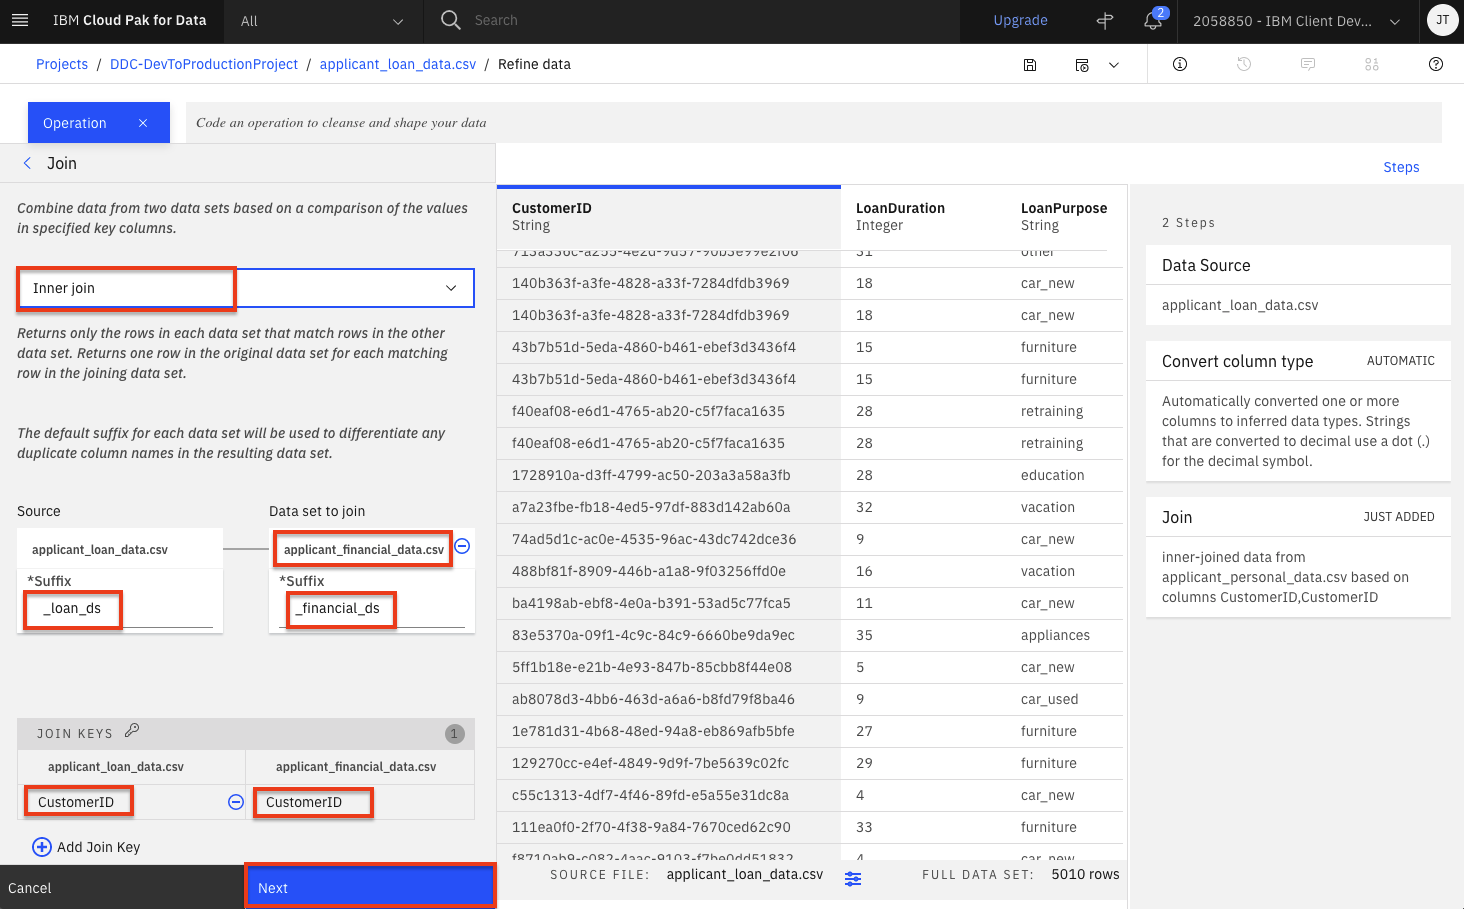 IBM Cloud Pak for Data
All
Search
Upgrade
2
2058850 - IBM Client Dev...
JT
Projects / DDC-DevToProductionProject / applicant_loan_data.csv / Refine data
Operation ×
Code an operation to cleanse and shape your data
Join
Combine data from two data sets based on a comparison of the values
in specified key columns.
Inner join
Returns only the rows in each data set that match rows in the other
data set. Returns one row in the original data set for each matching
row in the joining data set.
The default suffix for each data set will be used to differentiate any
duplicate column names in the resulting data set.
Source
Data set to join
applicant_loan_data.csv
applicant_financial_data.csv
*Suffix
*Suffix
_loan_ds
_financial_ds
JOIN KEYS
1
applicant_loan_data.csv
applicant_financial_data.csv
CustomerID
CustomerID
Add Join Key
Cancel
Next
CustomerID LoanDuration LoanPurpose
String Integer String
713a336c-a255-4e2d-9d57-90b3e99e2f06 31 other
140b363f-a3fe-4828-a33f-7284dfdb3969 18 car_new
140b363f-a3fe-4828-a33f-7284dfdb3969 18 car_new
43b7b51d-5eda-4860-b461-ebef3d3436f4 15 furniture
43b7b51d-5eda-4860-b461-ebef3d3436f4 15 furniture
f40eaf08-e6d1-4765-ab20-c5f7faca1635 28 retraining
f40eaf08-e6d1-4765-ab20-c5f7faca1635 28 retraining
1728910a-d3ff-4799-ac50-203a3a58a3fb 28 education
a7a23fbe-fb18-4ed5-97df-883d142ab60a 32 vacation
74ad5d1c-ac0e-4535-96ac-43dc742dce36 9 car_new
488bf81f-8909-446b-a1a8-9f03256ffd0e 16 vacation
ba4198ab-ebf8-4e0a-b391-53ad5c77fca5 11 car_new
83e5370a-09f1-4c9c-84c9-6660be9da9ec 35 appliances
5ff1b18e-e21b-4e93-847b-85cbb8f44e08 5 car_new
ab8078d3-4bb6-463d-a6a6-b8fd79f8ba46 9 car_used
1e781d31-4b68-48ed-94a8-eb869afb5bfe 27 furniture
129270cc-e4ef-4849-9d9f-7be5639c02fc 29 furniture
c55c1313-4df7-4f46-89fd-e5a55e31dc8a 4 car_new
111ea0f0-2f70-4f38-9a84-7670ced62c90 33 furniture
f8710ab9-c082-4aac-9103-f7be0dd51832 4 car_new
SOURCE FILE: applicant_loan_data.csv
FULL DATA SET: 5010 rows
Steps
2 Steps
Data Source
applicant_loan_data.csv
Convert column type AUTOMATIC
Automatically converted one or more
columns to inferred data types. Strings
that are converted to decimal use a dot (.)
for the decimal symbol.
Join JUST ADDED
inner-joined data from
applicant_personal_data.csv based on
columns CustomerID,CustomerID